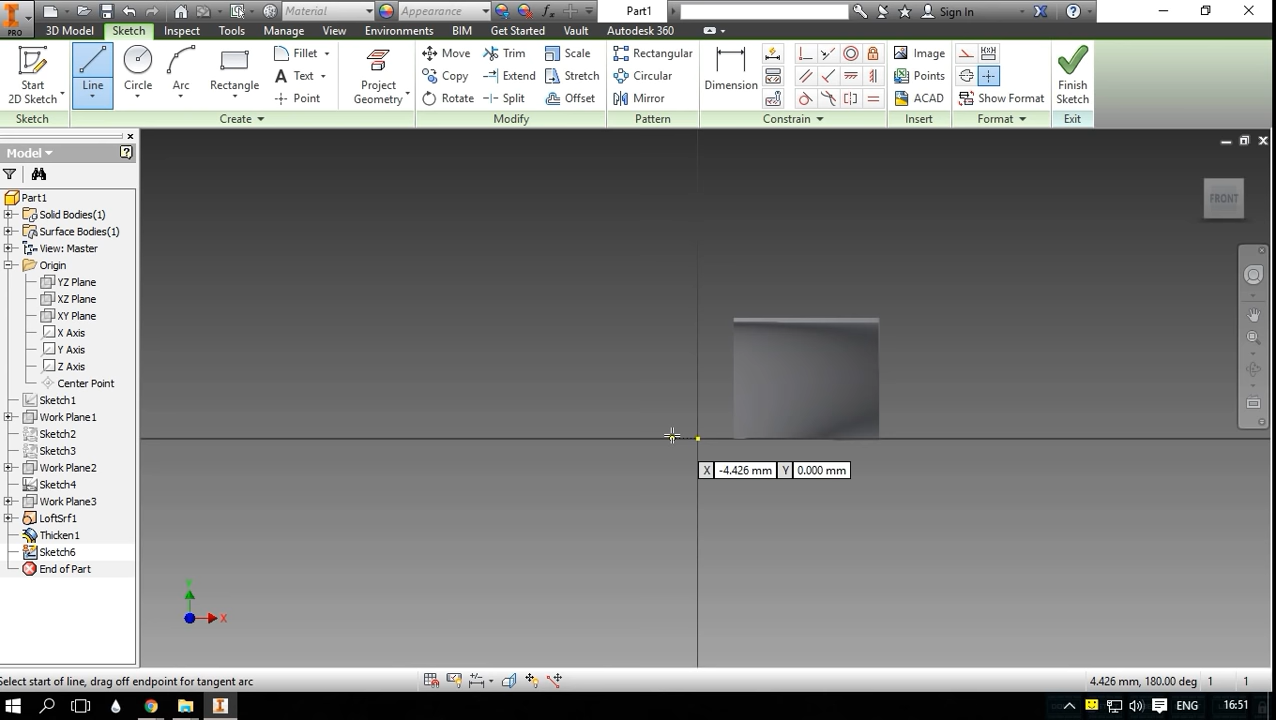 Material
Appearance
Part1
Sign In
PRO
3D Model
Sketch
Inspect
Tools
Manage
View
Environments
BIM
Get Started
Vault
Autodesk 360
Start
2D Sketch
Line
Circle
Arc
Rectangle
Fillet
Text
Point
Project
Geometry
Move
Copy
Rotate
Trim
Extend
Split
Scale
Stretch
Offset
Rectangular
Circular
Mirror
Dimension
Image
Points
ACAD
Show Format
Finish
Sketch
Sketch
Create
Modify
Pattern
Constrain
Insert
Format
Exit
Model
Part1
Solid Bodies(1)
Surface Bodies(1)
View: Master
Origin
YZ Plane
XZ Plane
XY Plane
X Axis
Y Axis
Z Axis
Center Point
Sketch1
Work Plane1
Sketch2
Sketch3
Work Plane2
Sketch4
Work Plane3
LoftSrf1
Thicken1
Sketch6
End of Part
FRONT
X -4.426 mm Y 0.000 mm
X
Select start of line, drag off endpoint for tangent arc
4.426 mm, 180.00 deg 1 1
ENG 16:51